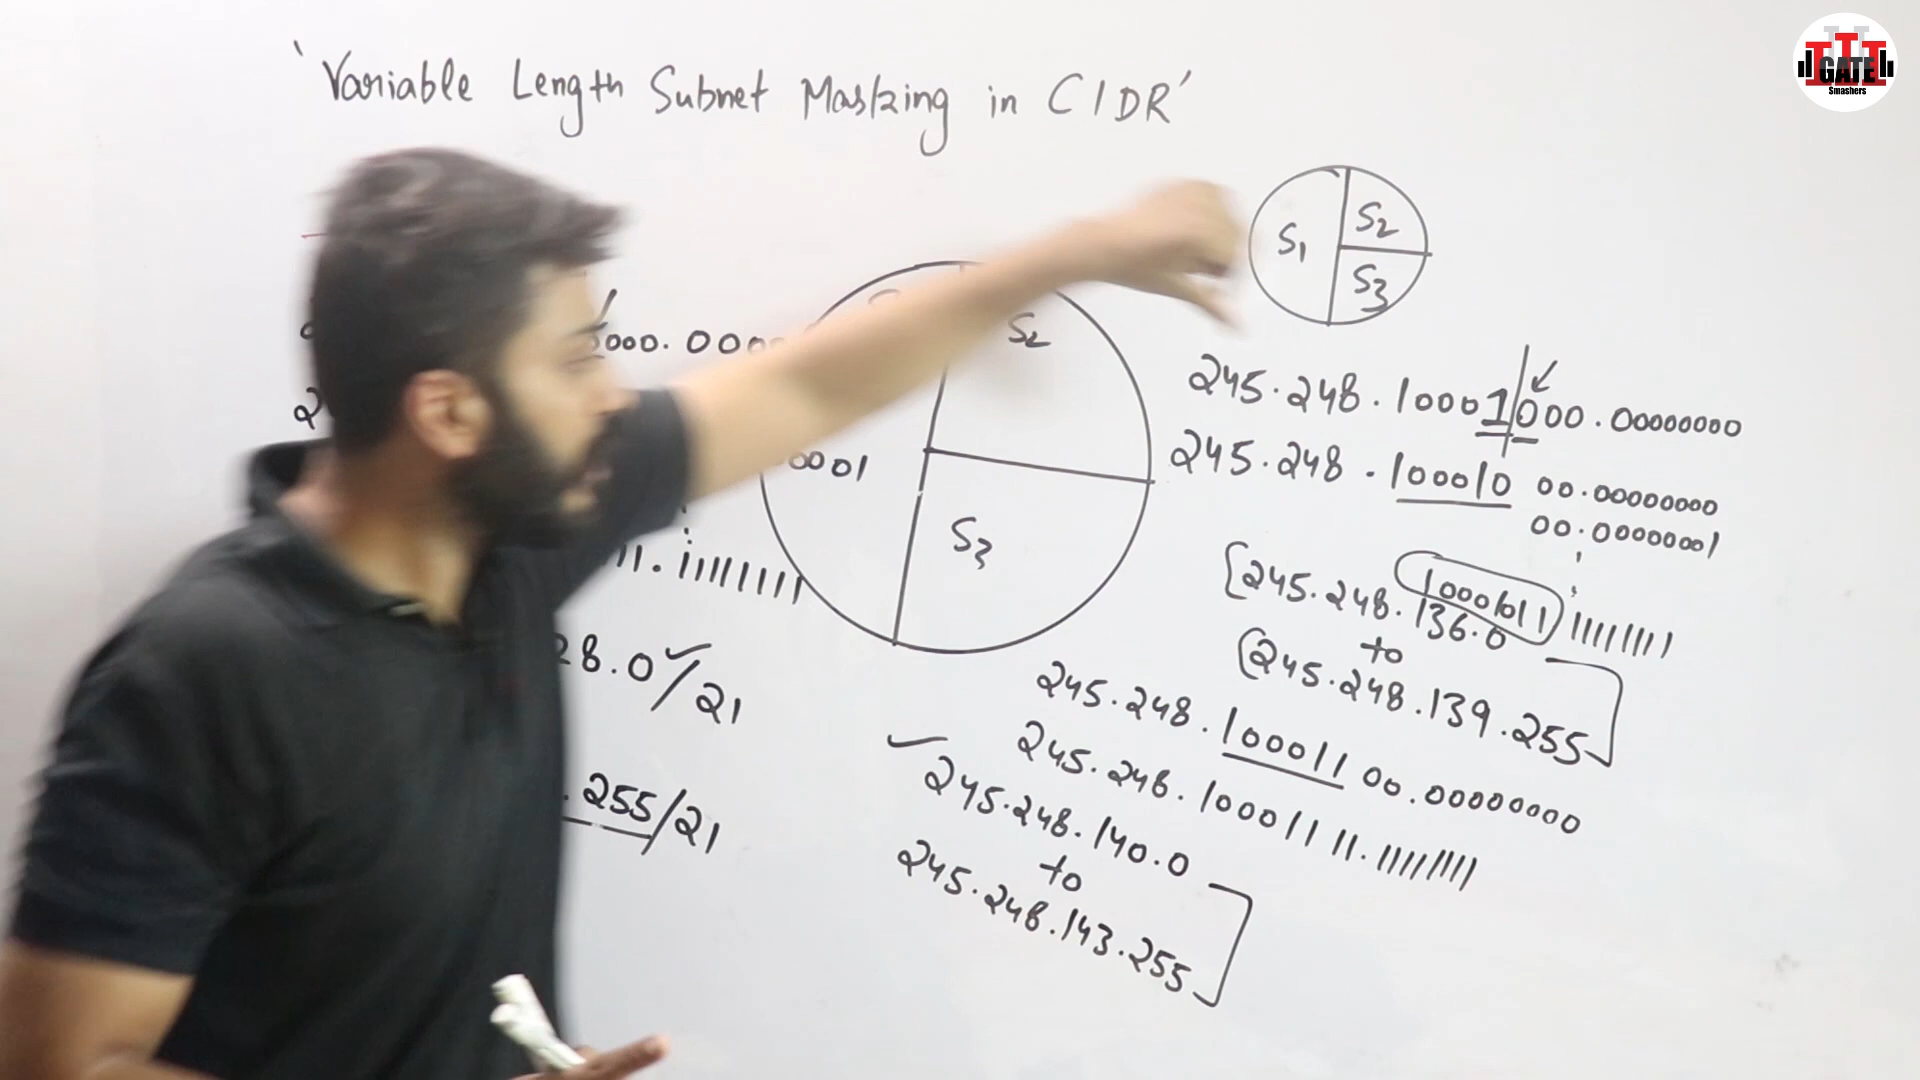 'Variable Length Subnet Masking in CIDR'
GATE
Smashers
S1
S2
S3
000.000
S2
0001
S3
11.11111111
28.0/21
.255/21
245.248.10001000.00000000
245.248.100010 00.00000000
00.00000001
10001011 11111111
[245.248.136.0
to
(245.248.139.255
245.248.100011 00.00000000
245.248.100011 11.11111111
245.248.140.0
to
245.248.143.255